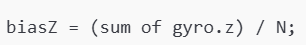 biasZ = (sum of gyro.z) / N;